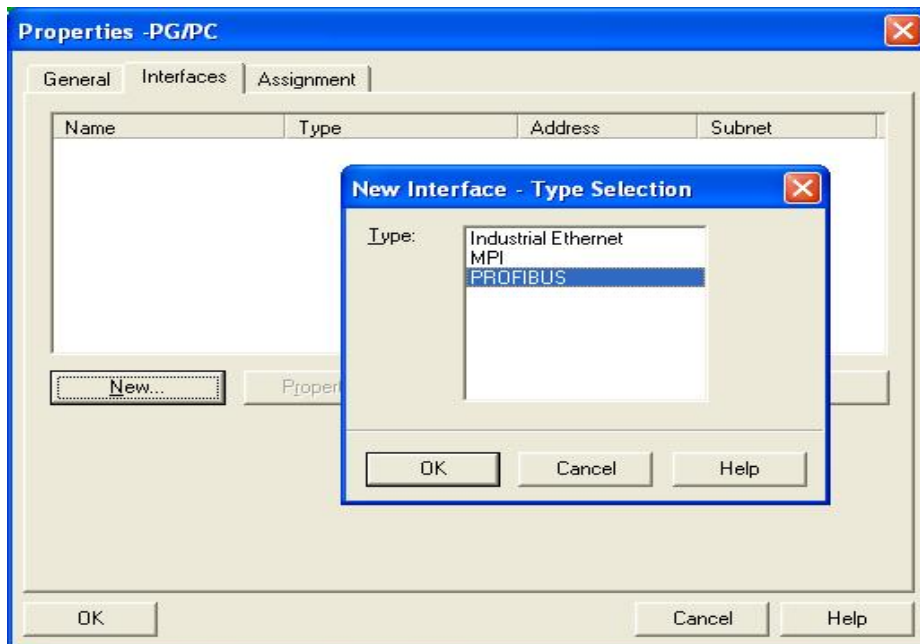 Properties -PG/PC
General Interfaces Assignment
Name Type Address Subnet
New Interface - Type Selection
Type:
Industrial Ethernet
MPI
PROFIBUS
New... Propert
OK Cancel Help
OK Cancel Help